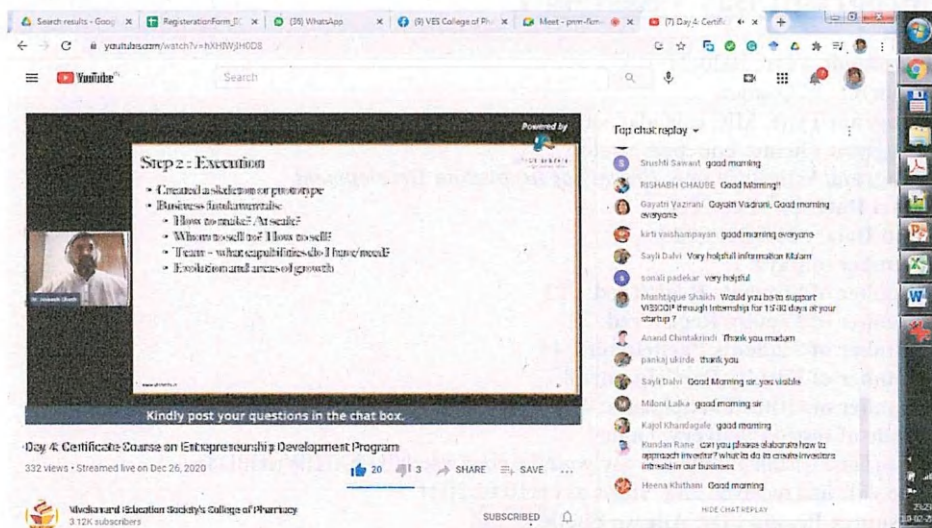 Search results - Goog
RegisterationForm_
(36) WhatsApp
(9) VES College of Ph
Meet - pnm-
(7) Day 4: Certific
youtube.com/watch?v=
YouTube
Search
Powered by
Step 2 : Execution
• Created a skeleton or prototype
• Business fundamentals:
• How to make? At scale?
• Whom to sell to? How to sell?
• Team – what capabilities do I have/need?
• Evolution and areas of growth
Kindly post your questions in the chat box.
Day 4: Certificate Course on Entrepreneurship Development Program
332 views • Streamed live on Dec 26, 2020
20
3
SHARE
SAVE
Vivekanand Education Society's College of Pharmacy
3.12K subscribers
SUBSCRIBED
Top chat replay
Srushti Sawant good morning
RISHABH CHAUBE Good Morning!!
Gayatri Vazirani Gayatri Vazirani, Good morning
everyone
kirti vaishampayan good morning everyone
Sayli Dalvi Very helpfull information Ma'am
sonali padekar very helpful
Mushtaque Shaikh Would you be to support
VESCOP through Internship for 15-30 days at your
startup ?
Anand Chintakrindi Thank you madam
pankaj uktrde thank you
Sayli Dalvi Good Morning sir, yes visible
Miloni Lalka good morning sir
Kajol Khandagale good morning
Kundan Rane can you please elaborate how
approach investor? what to do to create investors
intrests in our business
Heena Khithani Good morning
HIDE CHAT REPLAY